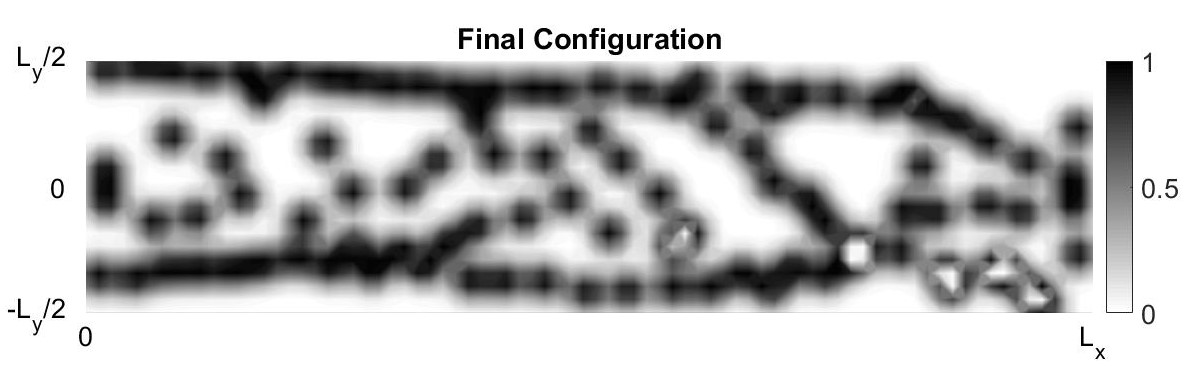 Final Configuration
L_y/2
0
-L_y/2
0
L_x
1
0.5
0